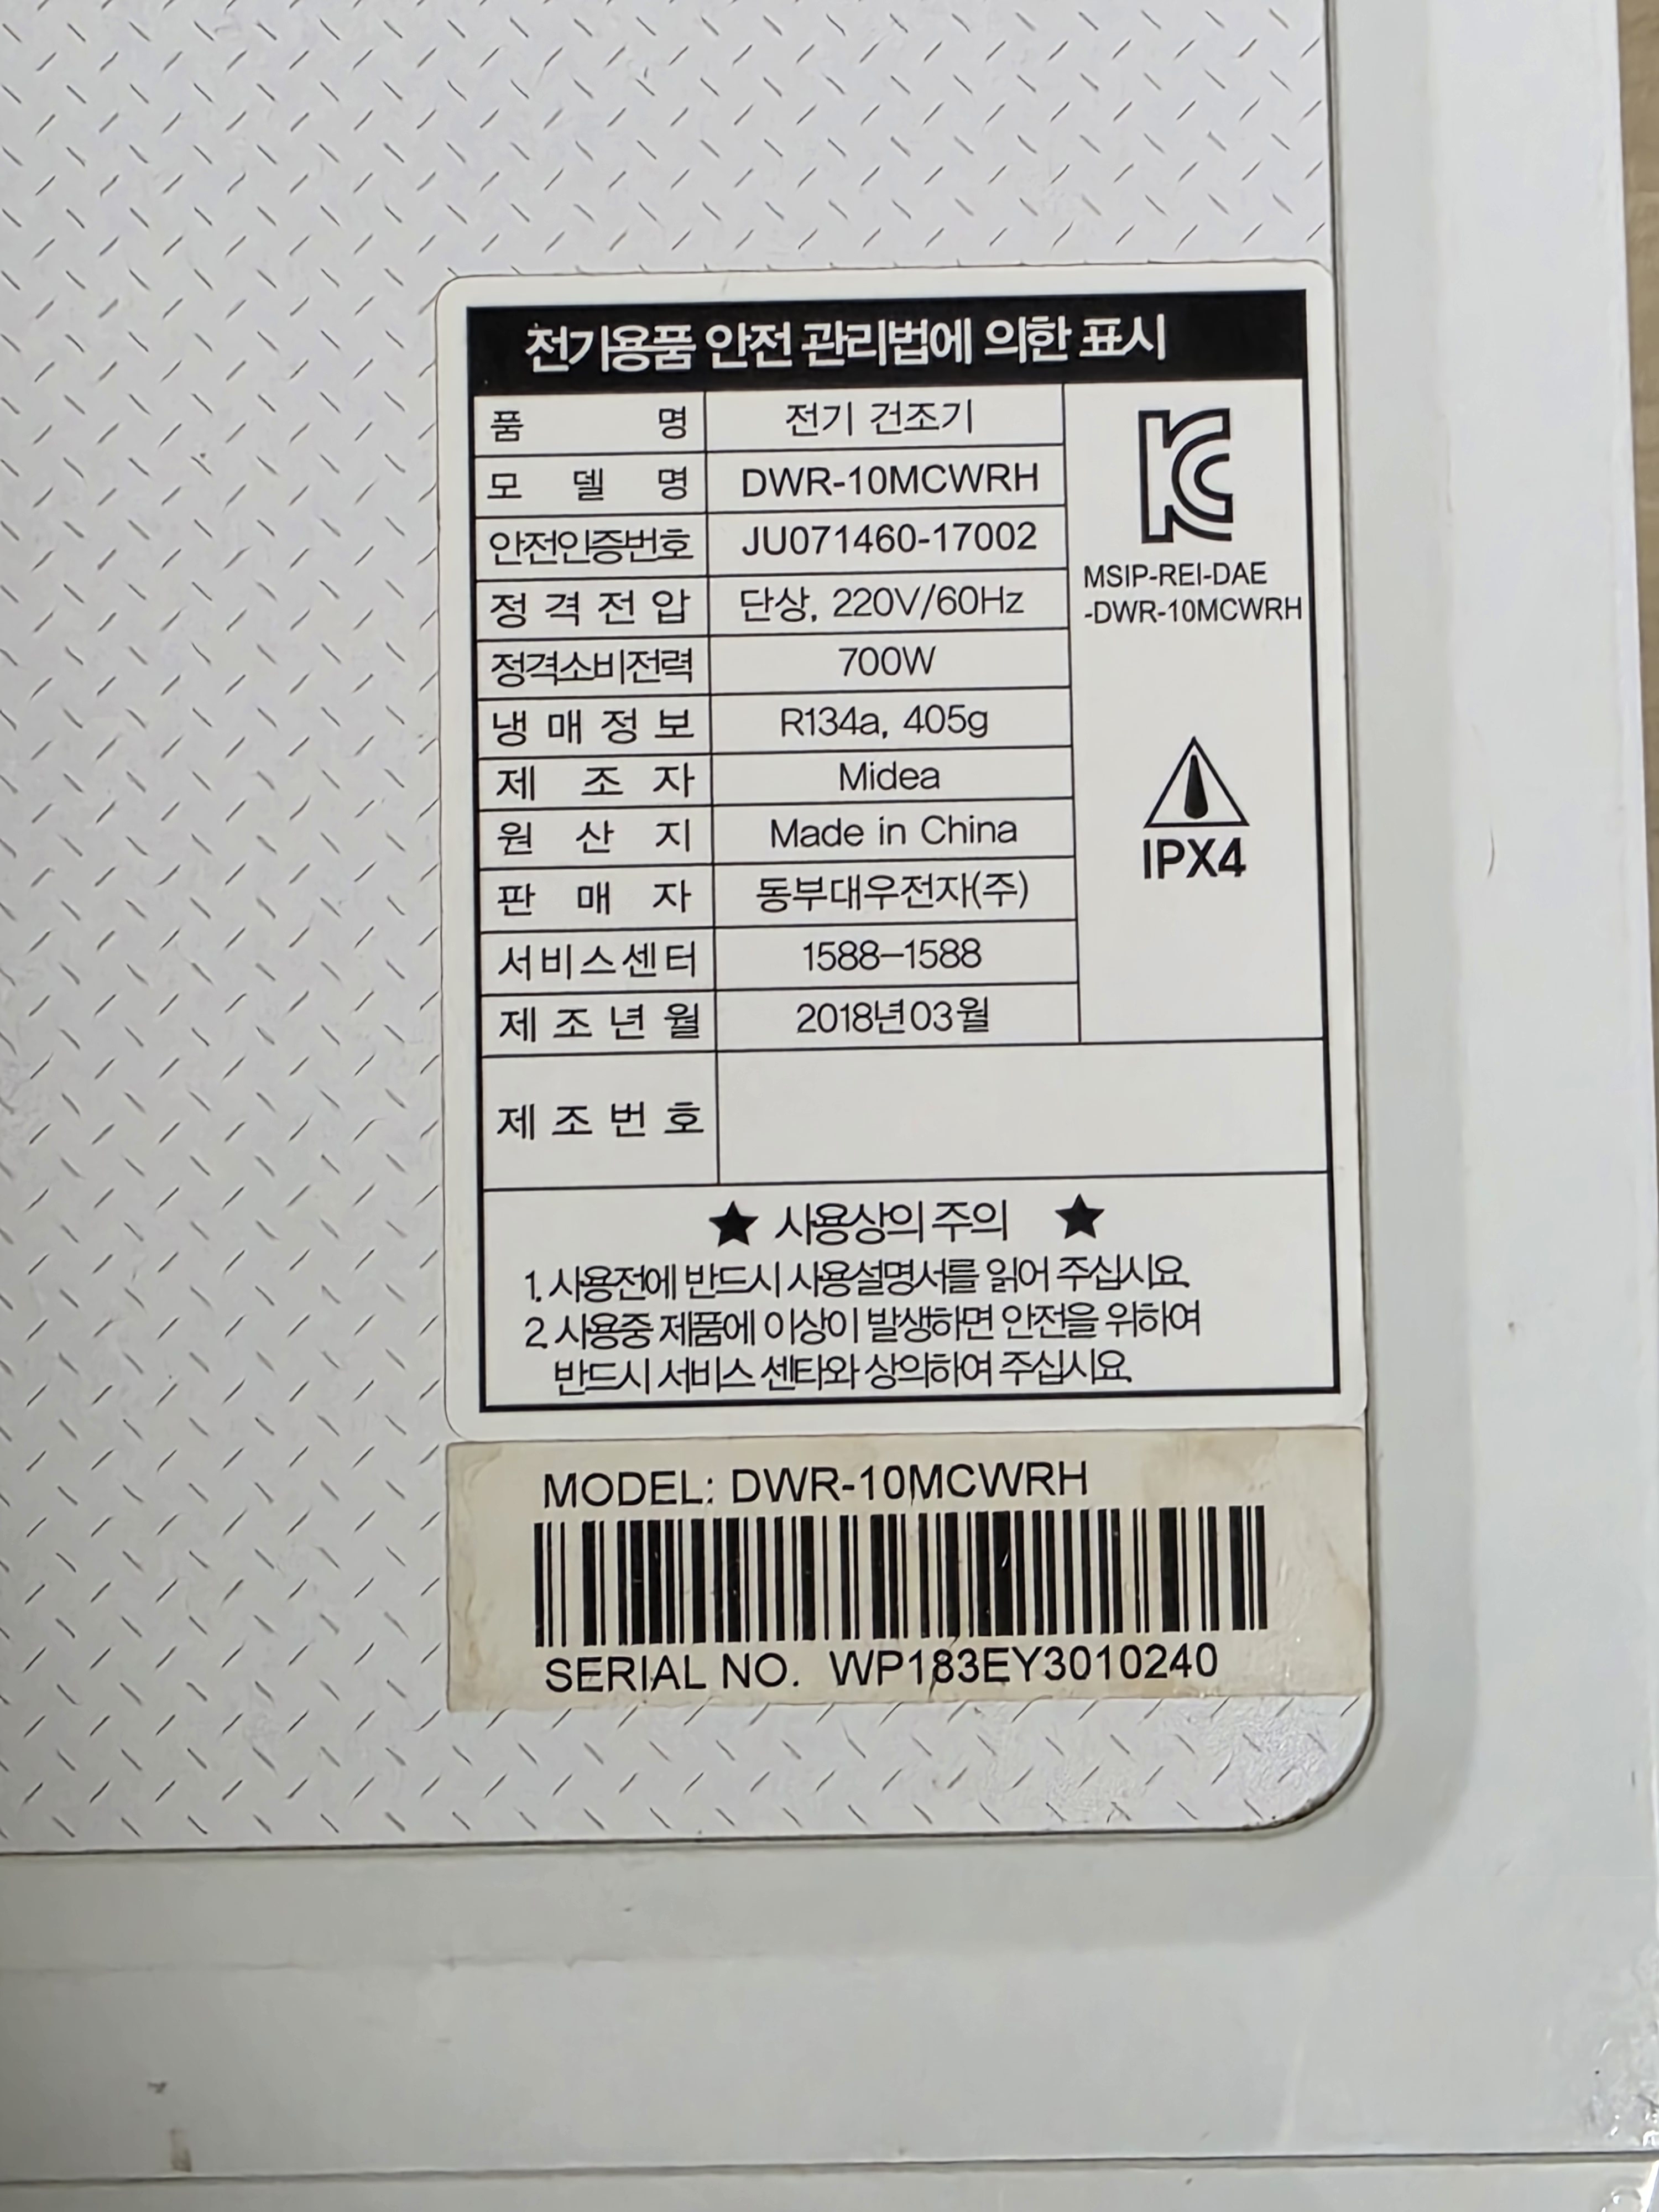 전기용품 안전 관리법에 의한 표시
품 명 전기 건조기
모 델 명 DWR-10MCWRH
안전인증번호 JU071460-17002
정 격 전 압 단상, 220V/60Hz
정격소비전력 700W
냉 매 정 보 R134a, 405g
제 조 자 Midea
원 산 지 Made in China
판 매 자 동부대우전자(주)
서비스센터 1588-1588
제 조 년 월 2018년 03월
제 조 번 호
MSIP-REI-DAE
-DWR-10MCWRH
IPX4
★ 사용상의 주의 ★
1. 사용전에 반드시 사용설명서를 읽어 주십시요.
2. 사용중 제품에 이상이 발생하면 안전을 위하여
반드시 서비스 센타와 상의하여 주십시요.
MODEL: DWR-10MCWRH
SERIAL NO. WP183EY3010240